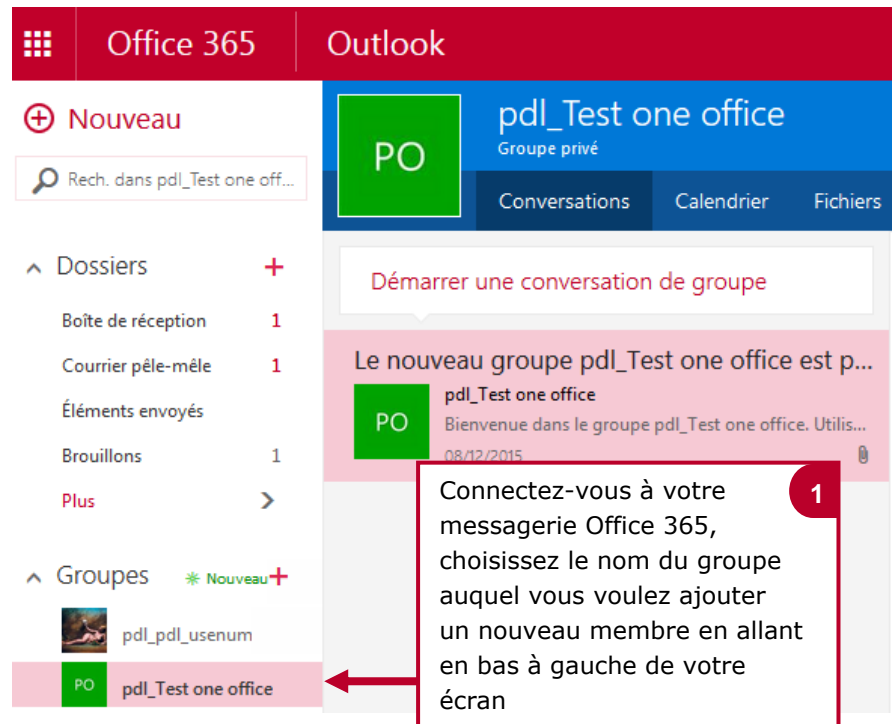 Office 365
Outlook
Nouveau
Rech. dans pdl_Test one off...
Dossiers
Boîte de réception 1
Courrier pêle-mêle 1
Éléments envoyés
Brouillons 1
Plus
Groupes Nouveau
pdl_pdl_usenum
PO pdl_Test one office
PO
pdl_Test one office
Groupe privé
Conversations Calendrier Fichiers
Démarrer une conversation de groupe
Le nouveau groupe pdl_Test one office est p...
PO
pdl_Test one office
Bienvenue dans le groupe pdl_Test one office. Utilis...
08/12/2015
1
Connectez-vous à votre
messagerie Office 365,
choisissez le nom du groupe
auquel vous voulez ajouter
un nouveau membre en allant
en bas à gauche de votre
écran